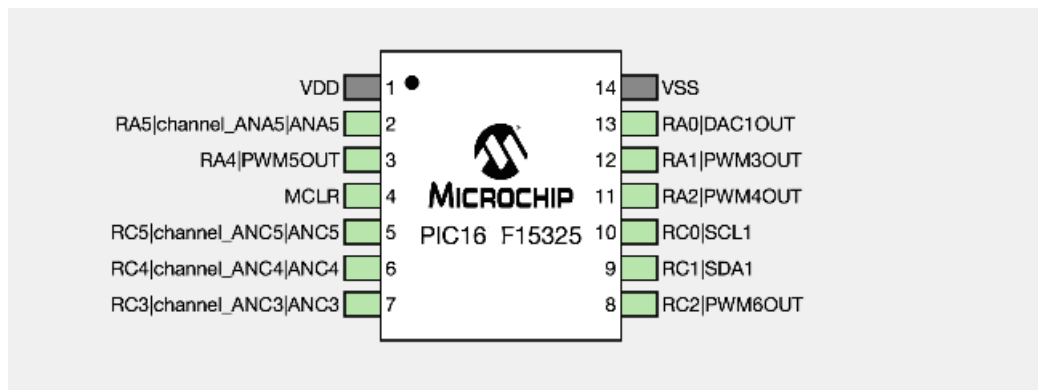 VDD 1 14 VSS
RA5|channel_ANA5|ANA5 2 13 RA0|DAC1OUT
RA4|PWM5OUT 3 12 RA1|PWM3OUT
MCLR 4 MICROCHIP 11 RA2|PWM4OUT
RC5|channel_ANC5|ANC5 5 PIC16 F15325 10 RC0|SCL1
RC4|channel_ANC4|ANC4 6 9 RC1|SDA1
RC3|channel_ANC3|ANC3 7 8 RC2|PWM6OUT